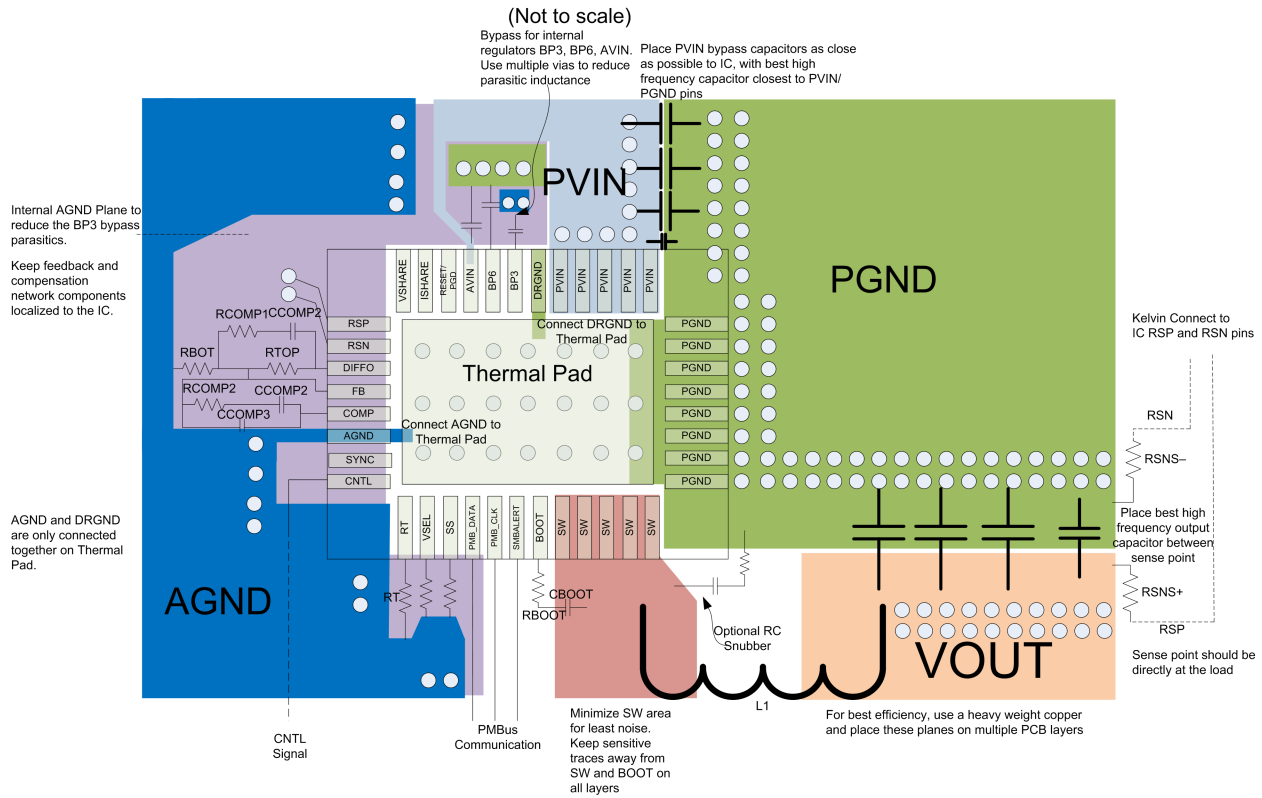 (Not to scale)
Bypass for internal
regulators BP3, BP6, AVIN.
Use multiple vias to reduce
parasitic inductance
Place PVIN bypass capacitors as close
as possible to IC, with best high
frequency capacitor closest to PVIN/
PGND pins
PVIN
PGND
Internal AGND Plane to
reduce the BP3 bypass
parasitics.
Keep feedback and
compensation
network components
localized to the IC.
VSHARE
ISHARE
RESET/
PGD
AVIN
BP6
BP3
DRGND
PVIN
PVIN
PVIN
PVIN
PVIN
RCOMP1
CCOMP2
RBOT
RTOP
RCOMP2
CCOMP2
CCOMP3
RSP
RSN
DIFFO
FB
COMP
AGND
SYNC
CNTL
Connect DRGND to
Thermal Pad
Thermal Pad
Connect AGND to
Thermal Pad
PGND
PGND
PGND
PGND
PGND
PGND
PGND
PGND
Kelvin Connect to
IC RSP and RSN pins
RSN
RSNS–
Place best high
frequency output
capacitor between
sense point
RSNS+
RSP
Sense point should be
directly at the load
AGND and DRGND
are only connected
together on Thermal
Pad.
AGND
RT
VSEL
SS
PMB_DATA
PMB_CLK
SMBALERT
BOOT
SW
SW
SW
SW
SW
RT
CBOOT
RBOOT
Optional RC
Snubber
VOUT
L1
CNTL
Signal
PMBus
Communication
Minimize SW area
for least noise.
Keep sensitive
traces away from
SW and BOOT on
all layers
For best efficiency, use a heavy weight copper
and place these planes on multiple PCB layers